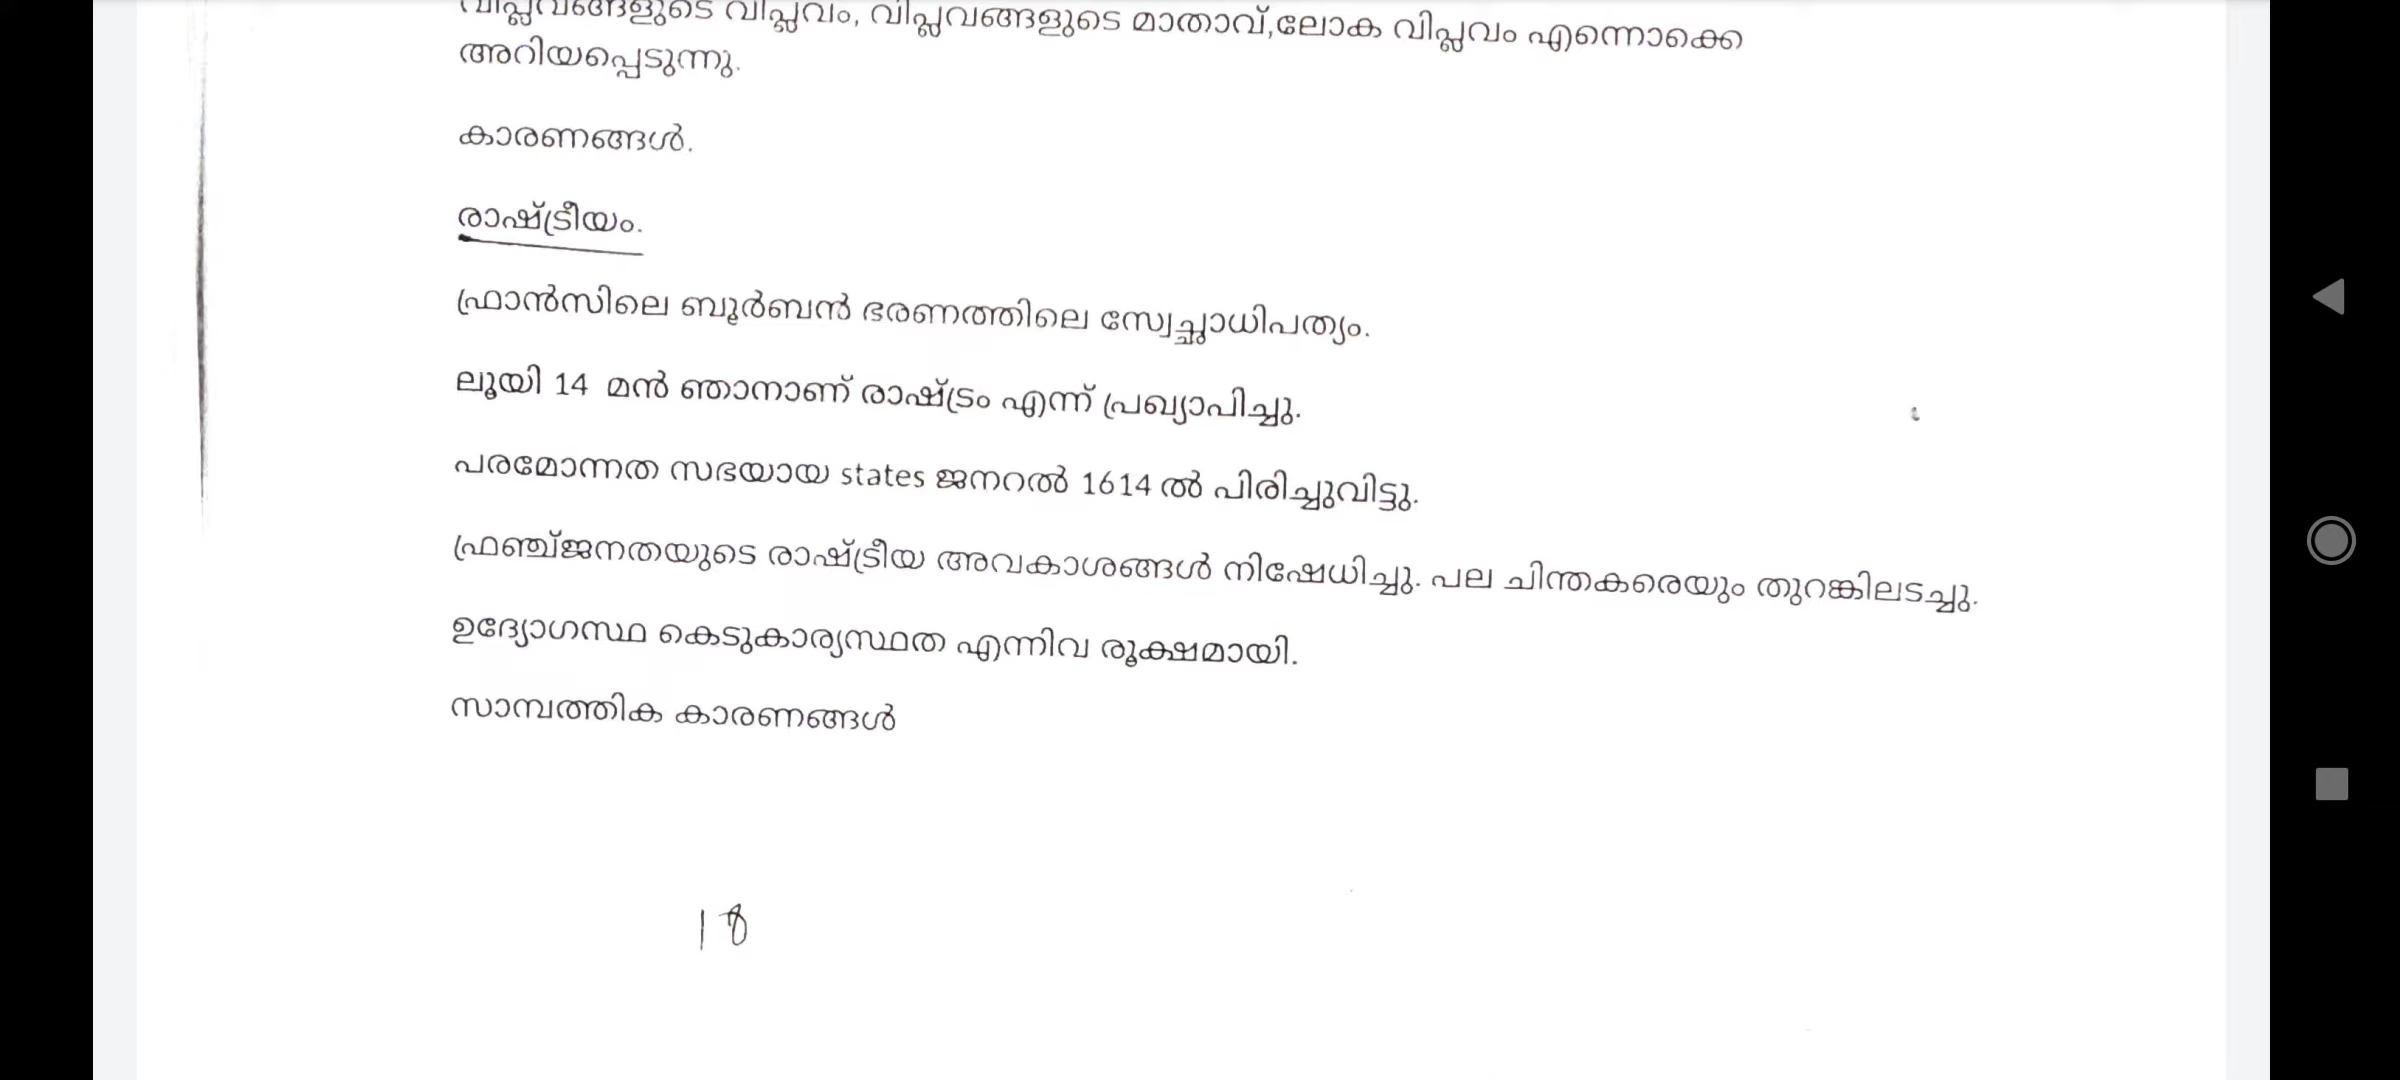 വിപ്ലവങ്ങളുടെ വിപ്ലവം, വിപ്ലവങ്ങളുടെ മാതാവ്,ലോക വിപ്ലവം എന്നൊക്കെ
അറിയപ്പെടുന്നു.
കാരണങ്ങൾ.
രാഷ്ട്രീയം.
ഫ്രാൻസിലെ ബൂർബൻ ഭരണത്തിലെ സ്വേച്ഛാധിപത്യം.
ലൂയി 14 മൻ ഞാനാണ് രാഷ്ട്രം എന്ന് പ്രഖ്യാപിച്ചു.
പരമോന്നത സഭയായ states ജനറൽ 1614 ൽ പിരിച്ചുവിട്ടു.
ഫ്രഞ്ച്ജനതയുടെ രാഷ്ട്രീയ അവകാശങ്ങൾ നിഷേധിച്ചു. പല ചിന്തകരെയും തുറങ്കിലടച്ചു.
ഉദ്യോഗസ്ഥ കെടുകാര്യസ്ഥത എന്നിവ രൂക്ഷമായി.
സാമ്പത്തിക കാരണങ്ങൾ
18